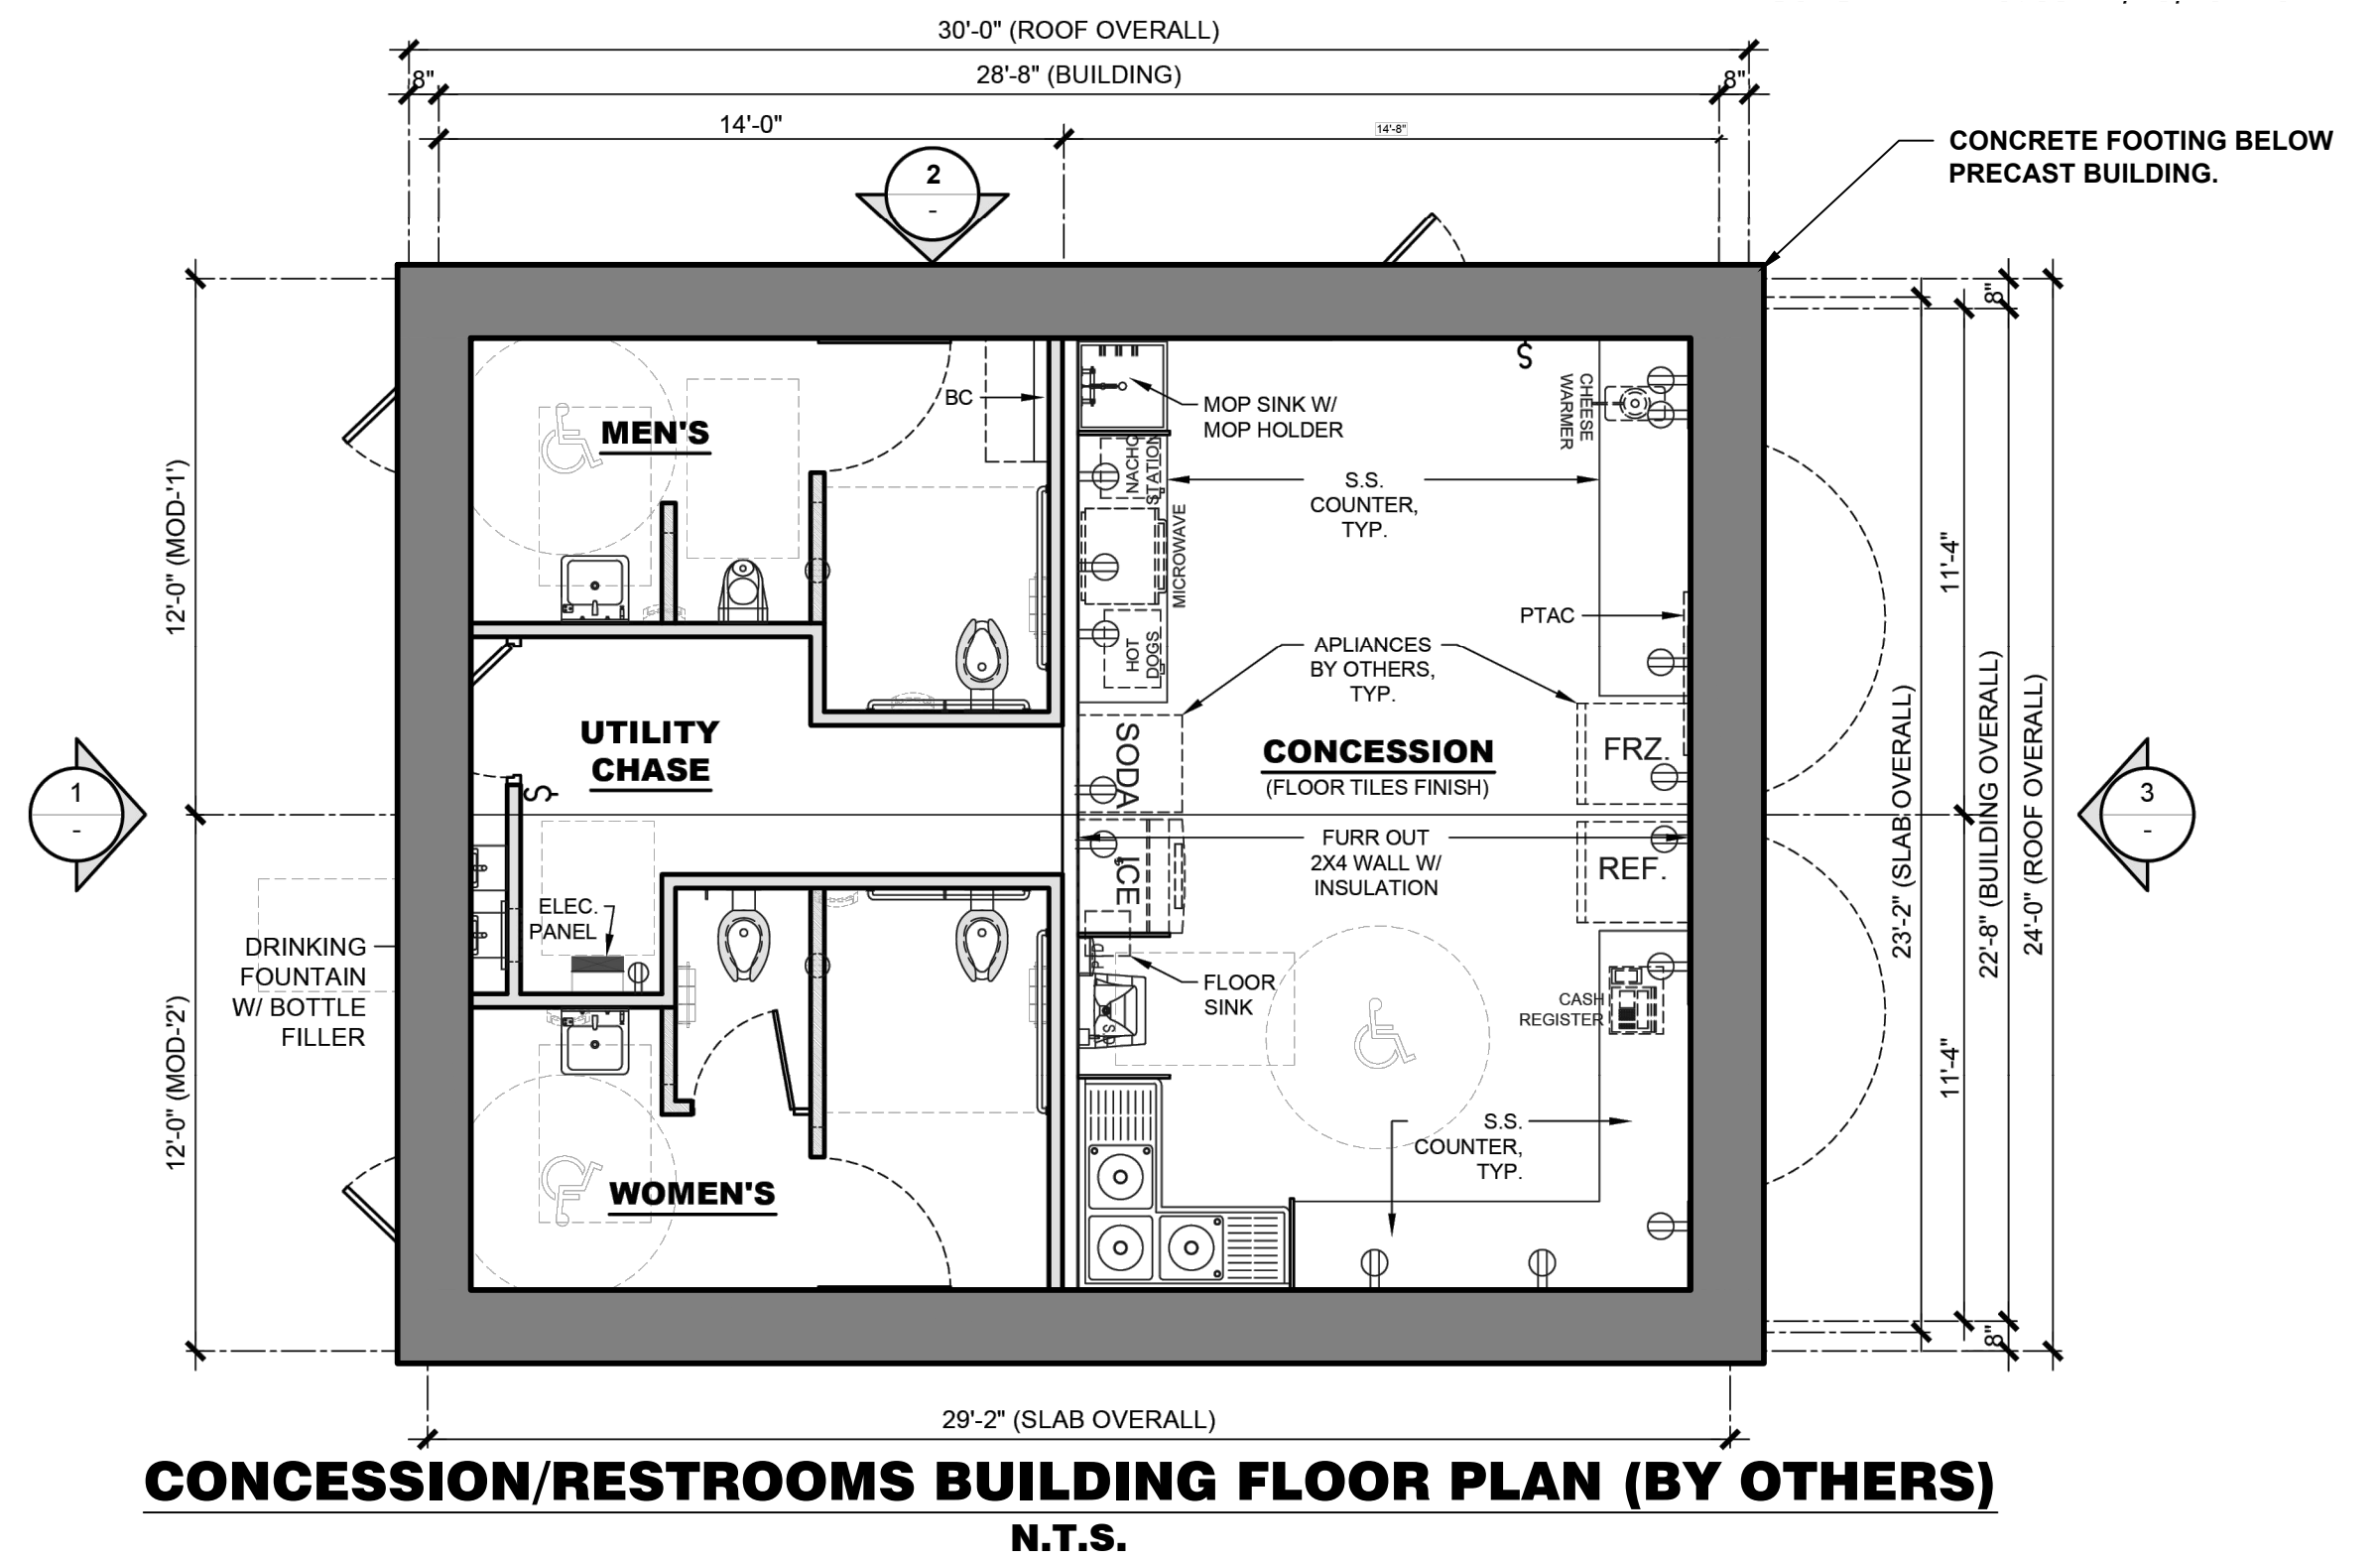 30'-0" (ROOF OVERALL)
8"
28'-8" (BUILDING)
8"
14'-0"
14'-8"
CONCRETE FOOTING BELOW
PRECAST BUILDING.
2
-
8"
BC
MEN'S
MOP SINK W/
MOP HOLDER
S
CHEESE
WARMER
NACHO
STATION
S.S.
COUNTER,
TYP.
MICROWAVE
12'-0" (MOD-'1')
11'-4"
PTAC
HOT
DOGS
APLIANCES
BY OTHERS,
TYP.
UTILITY
CHASE
SODA
CONCESSION
(FLOOR TILES FINISH)
FRZ.
1
-
S
3
-
23'-2" (SLAB OVERALL)
22'-8" (BUILDING OVERALL)
24'-0" (ROOF OVERALL)
ICE
FURR OUT
2X4 WALL W/
INSULATION
REF.
ELEC.
PANEL
DRINKING
FOUNTAIN
W/ BOTTLE
FILLER
FLOOR
SINK
CASH
REGISTER
12'-0" (MOD-'2')
11'-4"
S.S.
COUNTER,
TYP.
WOMEN'S
8"
29'-2" (SLAB OVERALL)
CONCESSION/RESTROOMS BUILDING FLOOR PLAN (BY OTHERS)
N.T.S.